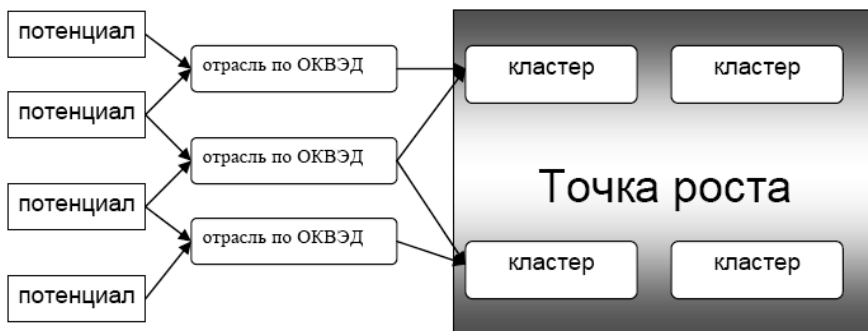 потенциал
потенциал
потенциал
потенциал
отрасль по ОКВЭД
отрасль по ОКВЭД
отрасль по ОКВЭД
кластер
кластер
Точка роста
кластер
кластер